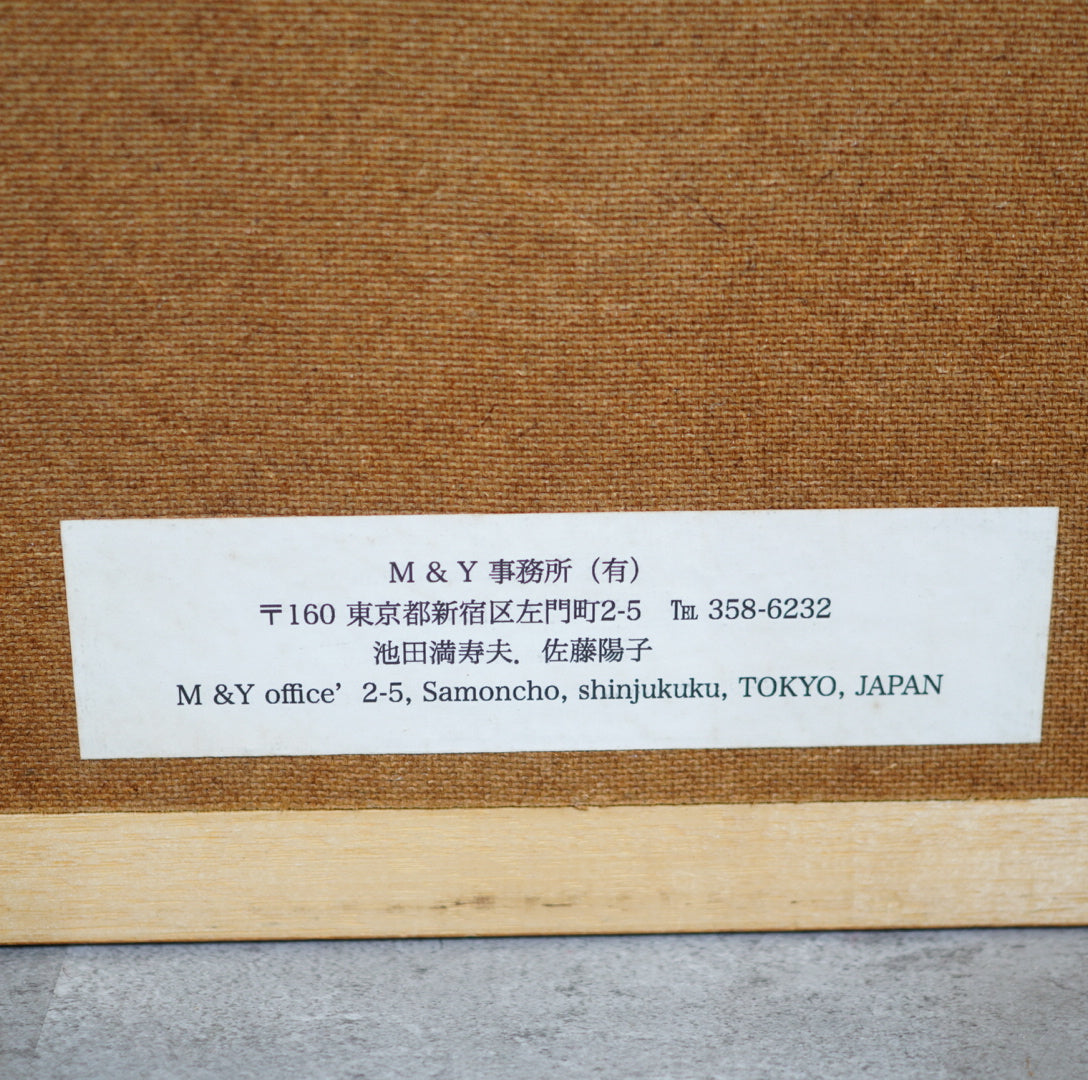 M & Y 事務所（有）
〒160 東京都新宿区左門町2-5　℡ 358-6232
池田満寿夫．佐藤陽子
M &Y office’ 2-5, Samoncho, shinjukuku, TOKYO, JAPAN